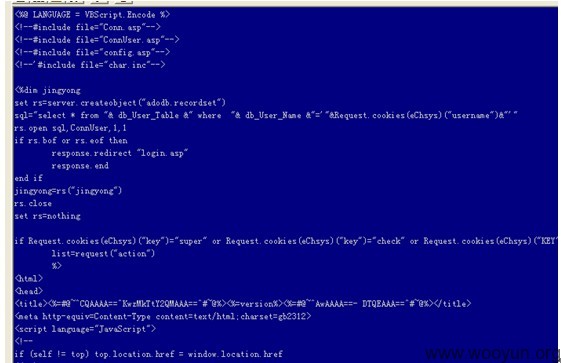 <%@ LANGUAGE = VBScript.Encode %>
<!--#include file="Conn.asp"-->
<!--#include file="ConnUser.asp"-->
<!--#include file="config.asp"-->
<!--'#include file="char.inc"-->
<%dim jingyong
set rs=server.createobject("adodb.recordset")
sql="select * from "& db_User_Table &" where "& db_User_Name &"='"&Request.cookies(eChsys)("username")&"'"
rs.open sql,ConnUser,1,1
if rs.bof or rs.eof then
response.redirect "login.asp"
response.end
end if
jingyong=rs("jingyong")
rs.close
set rs=nothing
if Request.cookies(eChsys)("key")="super" or Request.cookies(eChsys)("key")="check" or Request.cookies(eChsys)("KEY"
list=request("action")
%>
<html>
<head>
<title><%=#@~^CQAAAA==~KwzMkTtY2QMAAA==^#~@%><%=version%><%=#@~^AwAAAA==~ DTQEAAA==^#~@%></title>
<meta http-equiv=Content-Type content=text/html;charset=gb2312>
<script language="JavaScript">
<!--
if (self != top) top.location.href = window.location.href
www.wooyun.org